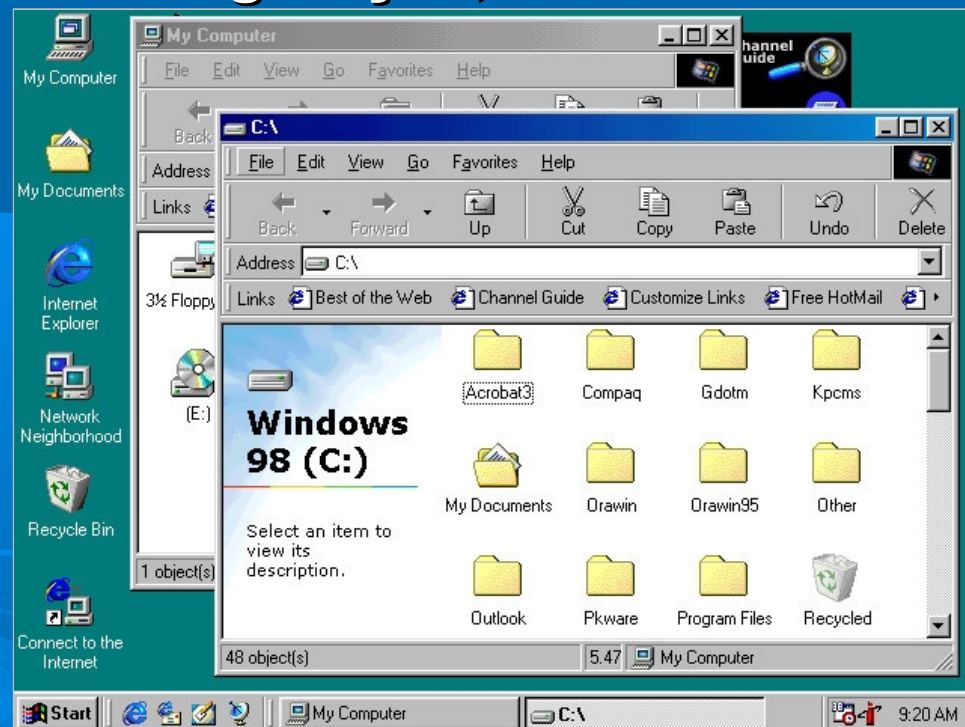 My Computer
My Documents
Internet
Explorer
Network
Neighborhood
Recycle Bin
Connect to the
Internet
My Computer
File Edit View Go Favorites Help
Back
Address
Links
3½ Floppy
(E:)
1 object(s)
C:\
File Edit View Go Favorites Help
Back Forward Up Cut Copy Paste Undo Delete
Address C:\
Links Best of the Web Channel Guide Customize Links Free HotMail
Windows
98 (C:)
Select an item to
view its
description.
Acrobat3 Compaq Gdotm Kpcms
My Documents Orawin Orawin95 Other
Outlook Pkware Program Files Recycled
48 object(s) 5.47 My Computer
Start My Computer C:\ 9:20 AM